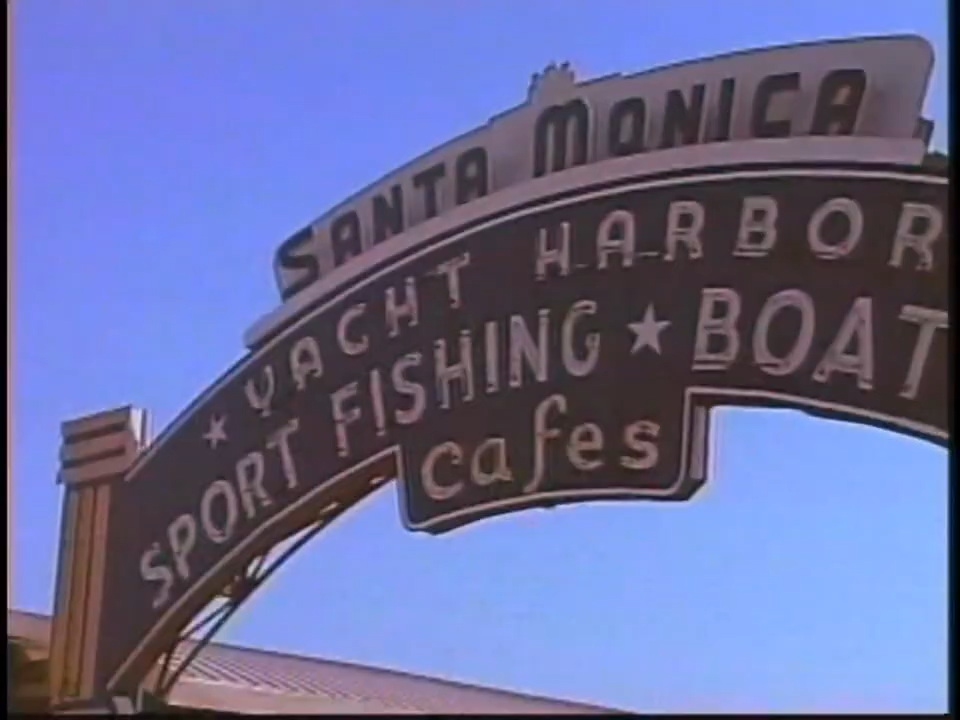 SANTA MONICA
★ YACHT HARBOR
SPORT FISHING ★ BOAT
cafes